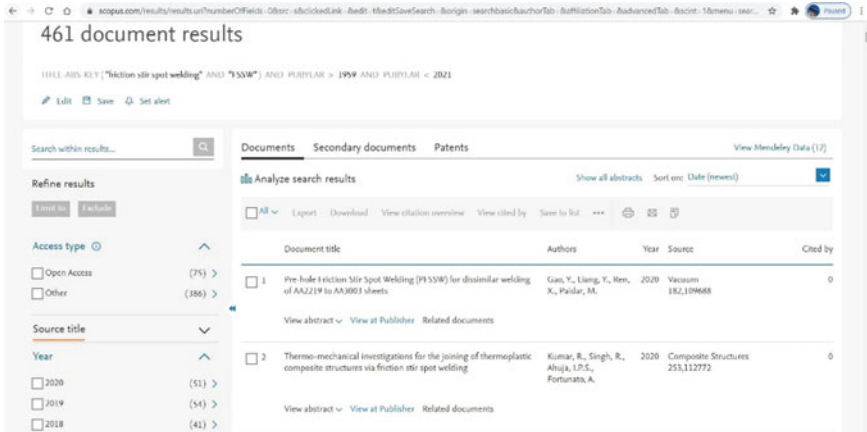 scopus.com/results/results.uri?numberOfFields=0&src=s&clickedLink=&edit=t&editSaveSearch=&origin=searchbasic&authorTab=&affiliationTab=&advancedTab=&scint=1&menu=sear...
Paused
461 document results
TITLE-ABS-KEY ( "friction stir spot welding" AND "FSSW" ) AND PUBYEAR > 1959 AND PUBYEAR < 2021
Edit Save Set alert
Search within results...
Documents Secondary documents Patents
View Mendeley Data (12)
Refine results
Limit to Exclude
Analyze search results
Show all abstracts Sort on: Date (newest)
All Export Download View citation overview View cited by Save to list •••
Access type
Open Access (75) >
Other (386) >
Source title
Year
2020 (51) >
2019 (54) >
2018 (41) >
Document title Authors Year Source Cited by
1 Pre-hole Friction Stir Spot Welding (PFSSW) for dissimilar welding of AA2219 to AA3003 sheets
Gao, Y., Liang, Y., Ren, X., Paidar, M.
2020 Vacuum 182,109688
0
View abstract View at Publisher Related documents
2 Thermo-mechanical investigations for the joining of thermoplastic composite structures via friction stir spot welding
Kumar, R., Singh, R., Ahuja, I.P.S., Fortunato, A.
2020 Composite Structures 253,112772
0
View abstract View at Publisher Related documents